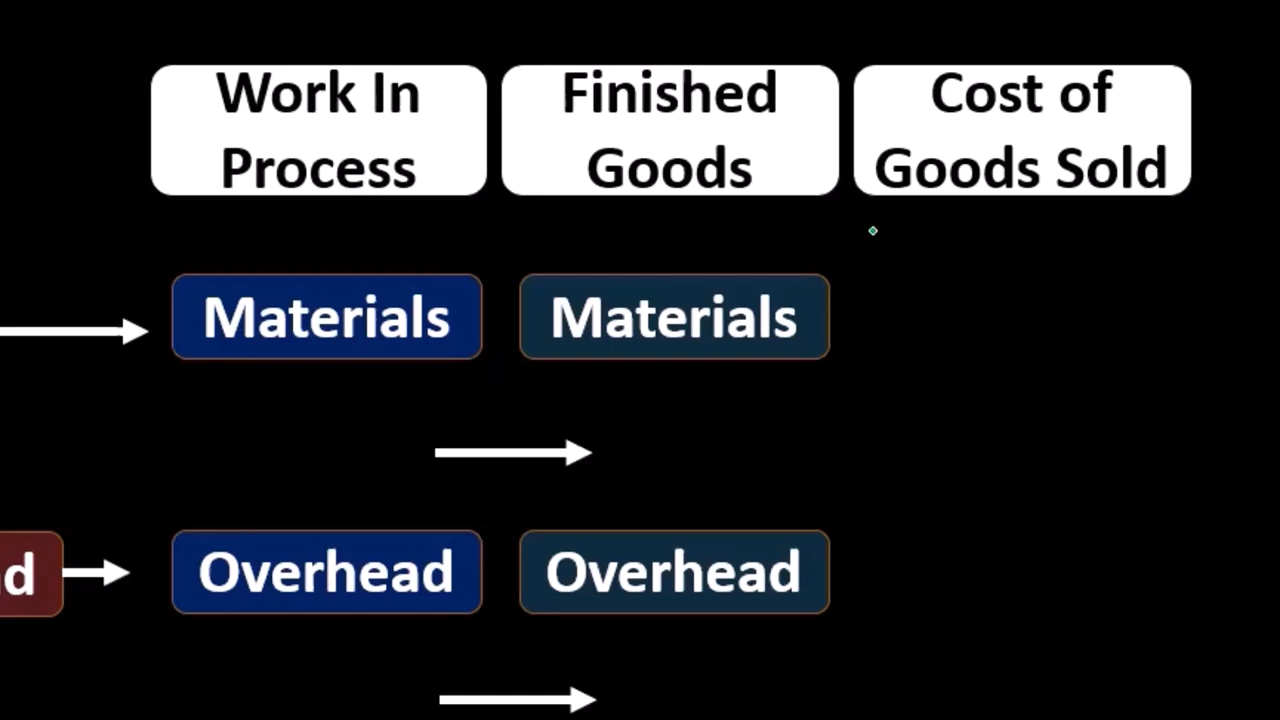 Work In
Process
Finished
Goods
Cost of
Goods Sold
Materials
Materials
Overhead
Overhead